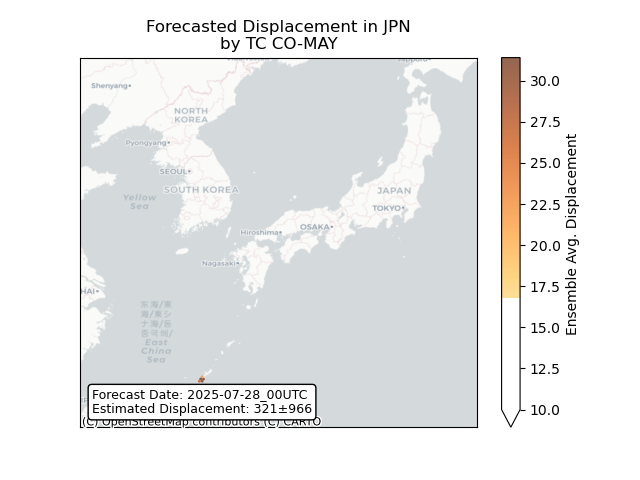 Forecasted Displacement in JPN
by TC CO-MAY
Shenyang
NORTH
KOREA
Pyongyang
SEOUL
SOUTH KOREA
Yellow
Sea
JAPAN
TOKYO
OSAKA
Hiroshima
Nagasaki
HAI
东海/東
海/東シ
ナ海/동
중국해/
East
China
Sea
Forecast Date: 2025-07-28_00UTC
Estimated Displacement: 321±966
(C) OpenStreetMap contributors (C) CARTO
30.0
27.5
25.0
22.5
20.0
17.5
15.0
12.5
10.0
Ensemble Avg. Displacement